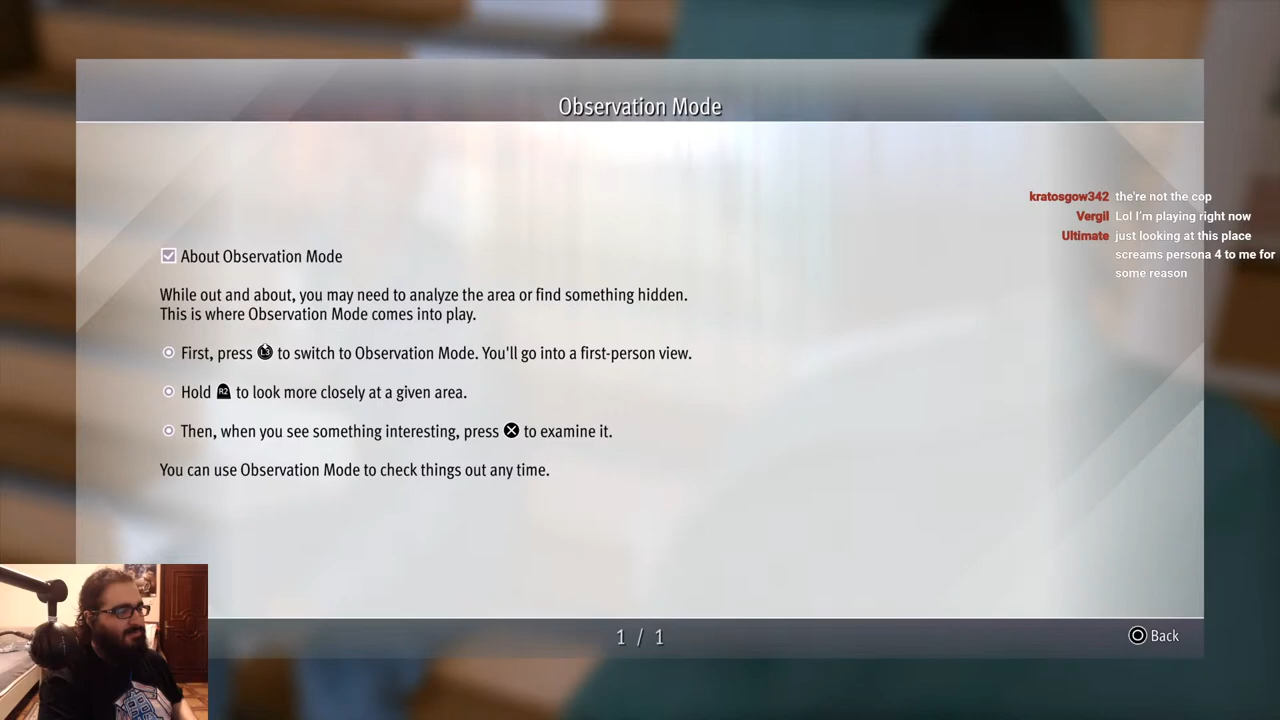 Observation Mode
kratosgow342 the're not the cop
Vergil Lol I'm playing right now
Ultimate just looking at this place
screams persona 4 to me for
some reason
About Observation Mode
While out and about, you may need to analyze the area or find something hidden.
This is where Observation Mode comes into play.
First, press L3 to switch to Observation Mode. You'll go into a first-person view.
Hold R2 to look more closely at a given area.
Then, when you see something interesting, press to examine it.
You can use Observation Mode to check things out any time.
1 / 1
Back